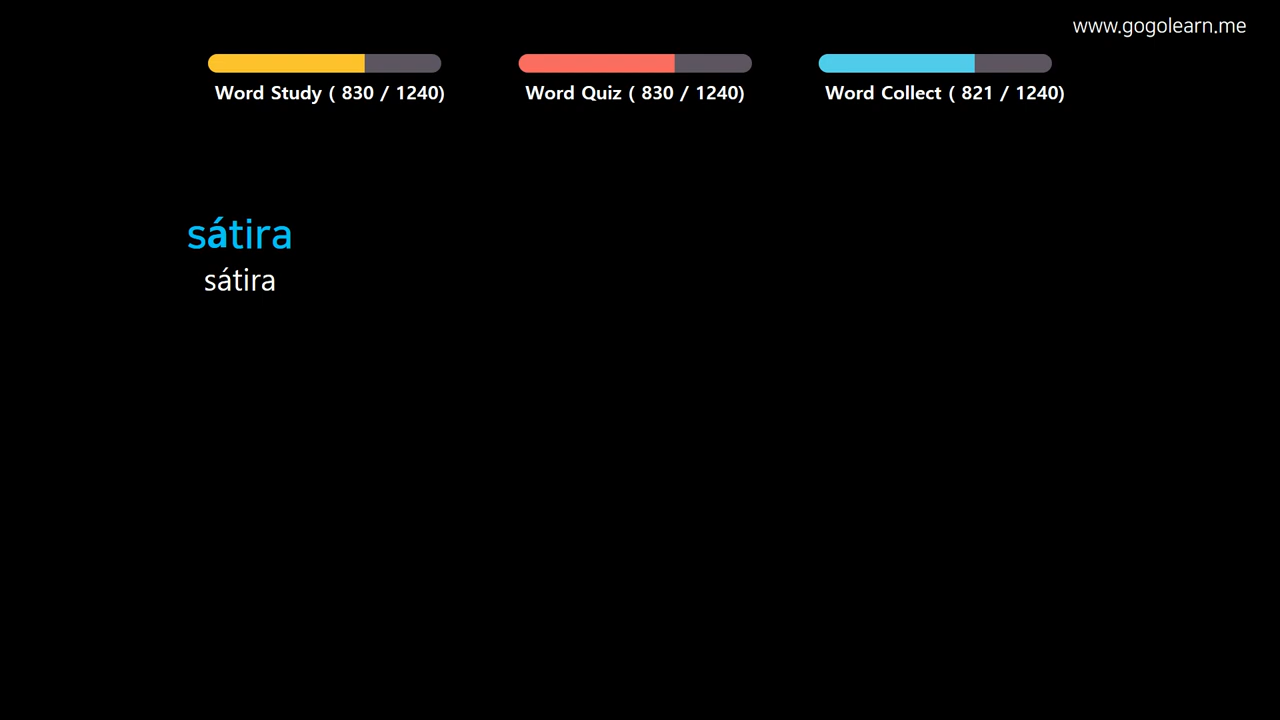 www.gogolearn.me
Word Study ( 830 / 1240)
Word Quiz ( 830 / 1240)
Word Collect ( 821 / 1240)
sátira
sátira